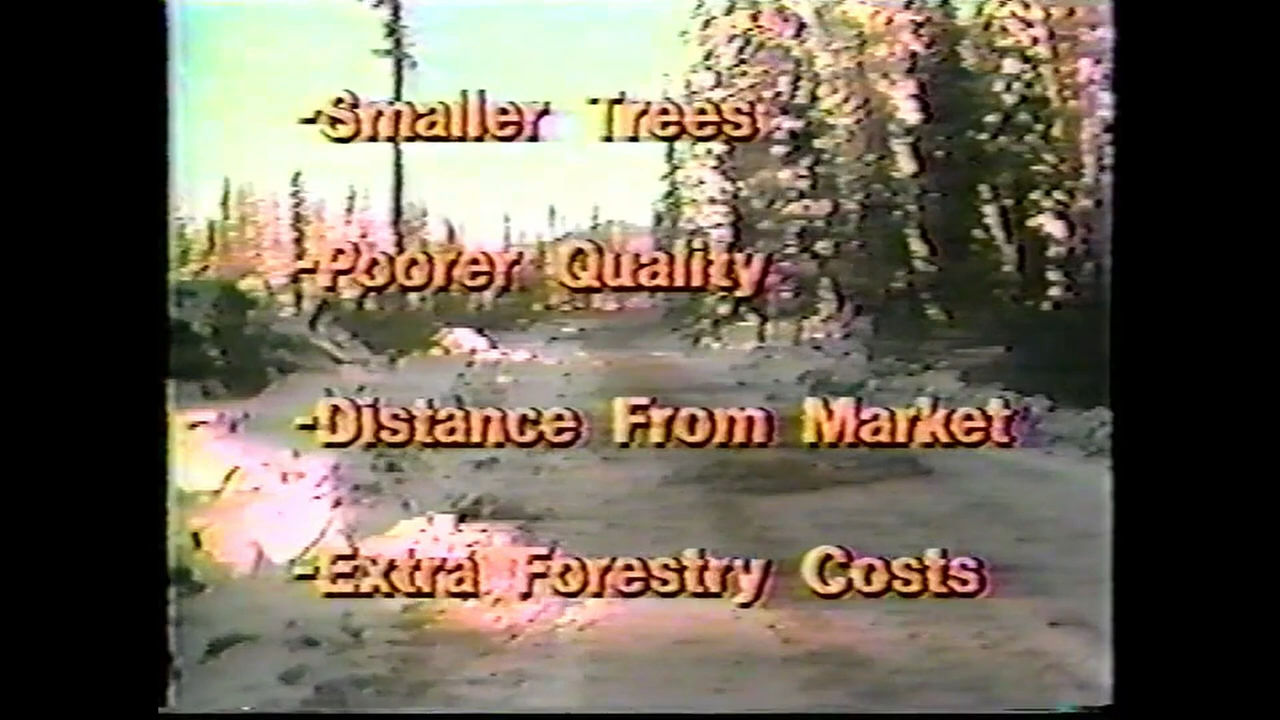 -Smaller Trees
-Poorer Quality
-Distance From Market
-Extra Forestry Costs